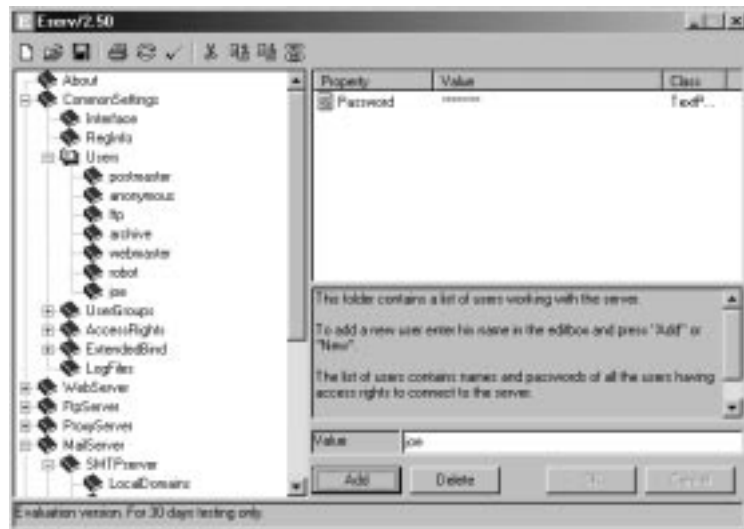 Eserv/2.50
About
CommonSettings
Interface
RegInfo
Users
postmaster
anonymous
ftp
archive
webmaster
robot
joe
UserGroups
AccessRights
ExtendedBind
LogFiles
WebServer
FtpServer
ProxyServer
MailServer
SMTPserver
LocalDomains
Property Value Class
Password ******* TextP...
This folder contains a list of users working with the server.
To add a new user enter his name in the editbox and press "Add" or
"New".
The list of users contains names and passwords of all the users having
access rights to connect to the server.
Value joe
Add Delete Cancel
Evaluation version. For 30 days testing only.